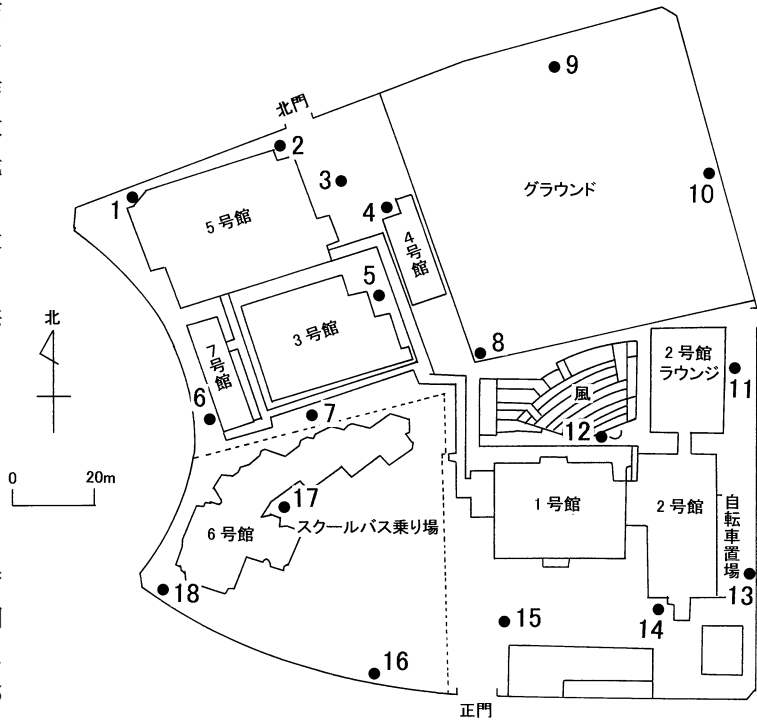 北門
9
2
3
1
4
グラウンド
10
5号館
4号館
5
3号館
北
7号館
8
2号館
ラウンジ
11
風
6
7
12
0 20m
17
1号館
2号館
6号館
スクールバス乗り場
自転車置場
13
18
15
14
16
正門